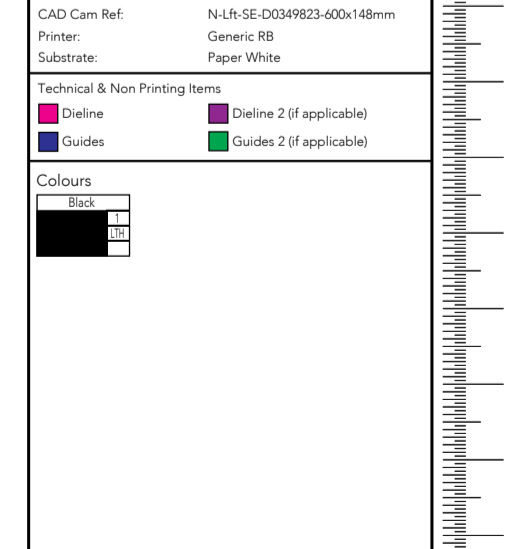 CAD Cam Ref: N-Lft-SE-D0349823-600x148mm
Printer: Generic RB
Substrate: Paper White
Technical & Non Printing Items
Dieline Dieline 2 (if applicable)
Guides Guides 2 (if applicable)
Colours
Black
1
LTH